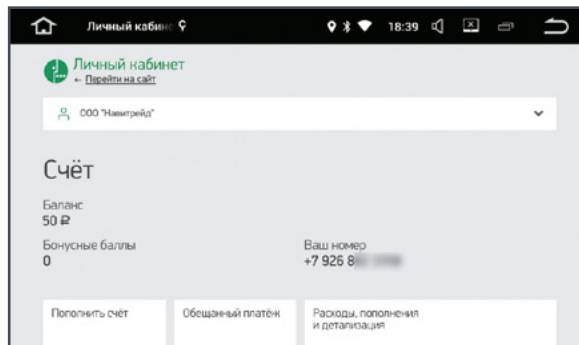 Личный кабин
18:39
Личный кабинет
← Перейти на сайт
ООО "Навитрейд"
Счёт
Баланс
50 ₽
Бонусные баллы
0
Ваш номер
+7 926 8
Пополнить счёт
Обещанный платёж
Расходы, пополнения
и детализация